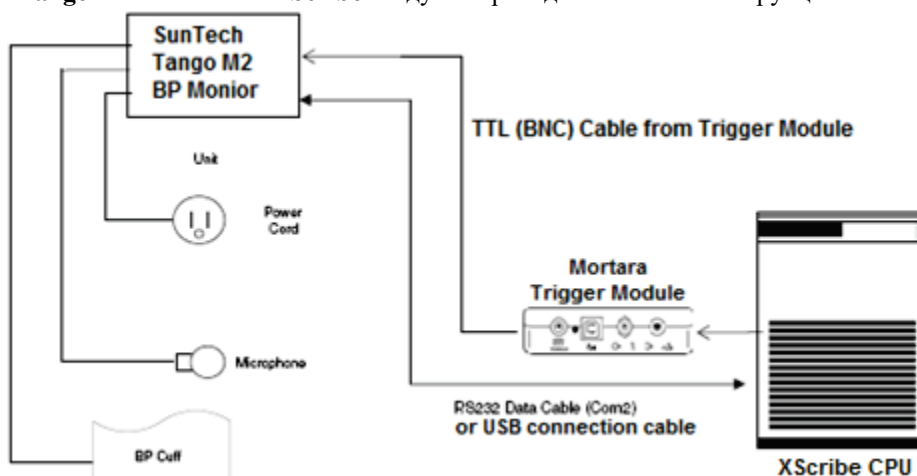 SunTech
Tango M2
BP Monior
TTL (BNC) Cable from Trigger Module
Unit
Power
Cord
Mortara
Trigger Module
Microphone
RS232 Data Cable (Com2)
or USB connection cable
BP Cuff
XScribe CPU